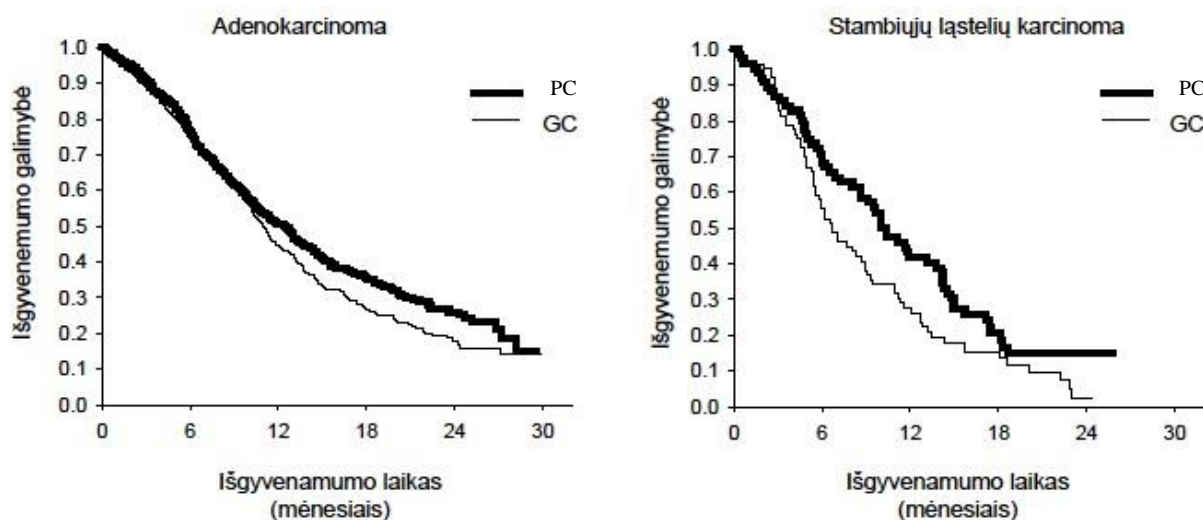 Adenokarcinoma
Išgyvenemumo galimybė
1.0
0.9
0.8
0.7
0.6
0.5
0.4
0.3
0.2
0.1
0.0
0 6 12 18 24 30
PC
GC
Išgyvenamumo laikas
(mėnesiais)
Stambiųjų ląstelių karcinoma
Išgyvenemumo galimybė
1.0
0.9
0.8
0.7
0.6
0.5
0.4
0.3
0.2
0.1
0.0
0 6 12 18 24 30
PC
GC
Išgyvenamumo laikas
(mėnesiais)